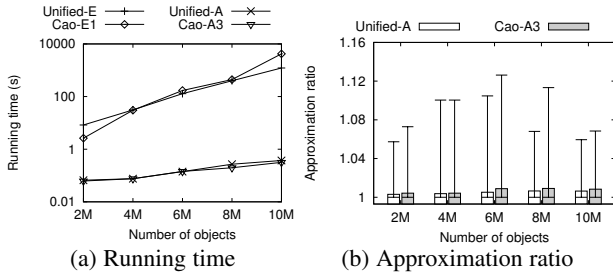 Unified-E
Cao-E1
Unified-A
Cao-A3
10000
100
1
0.01
Running time (s)
2M 4M 6M 8M 10M
Number of objects
(a) Running time
Unified-A
Cao-A3
1.16
1.12
1.08
1.04
1
Approximation ratio
2M 4M 6M 8M 10M
Number of objects
(b) Approximation ratio